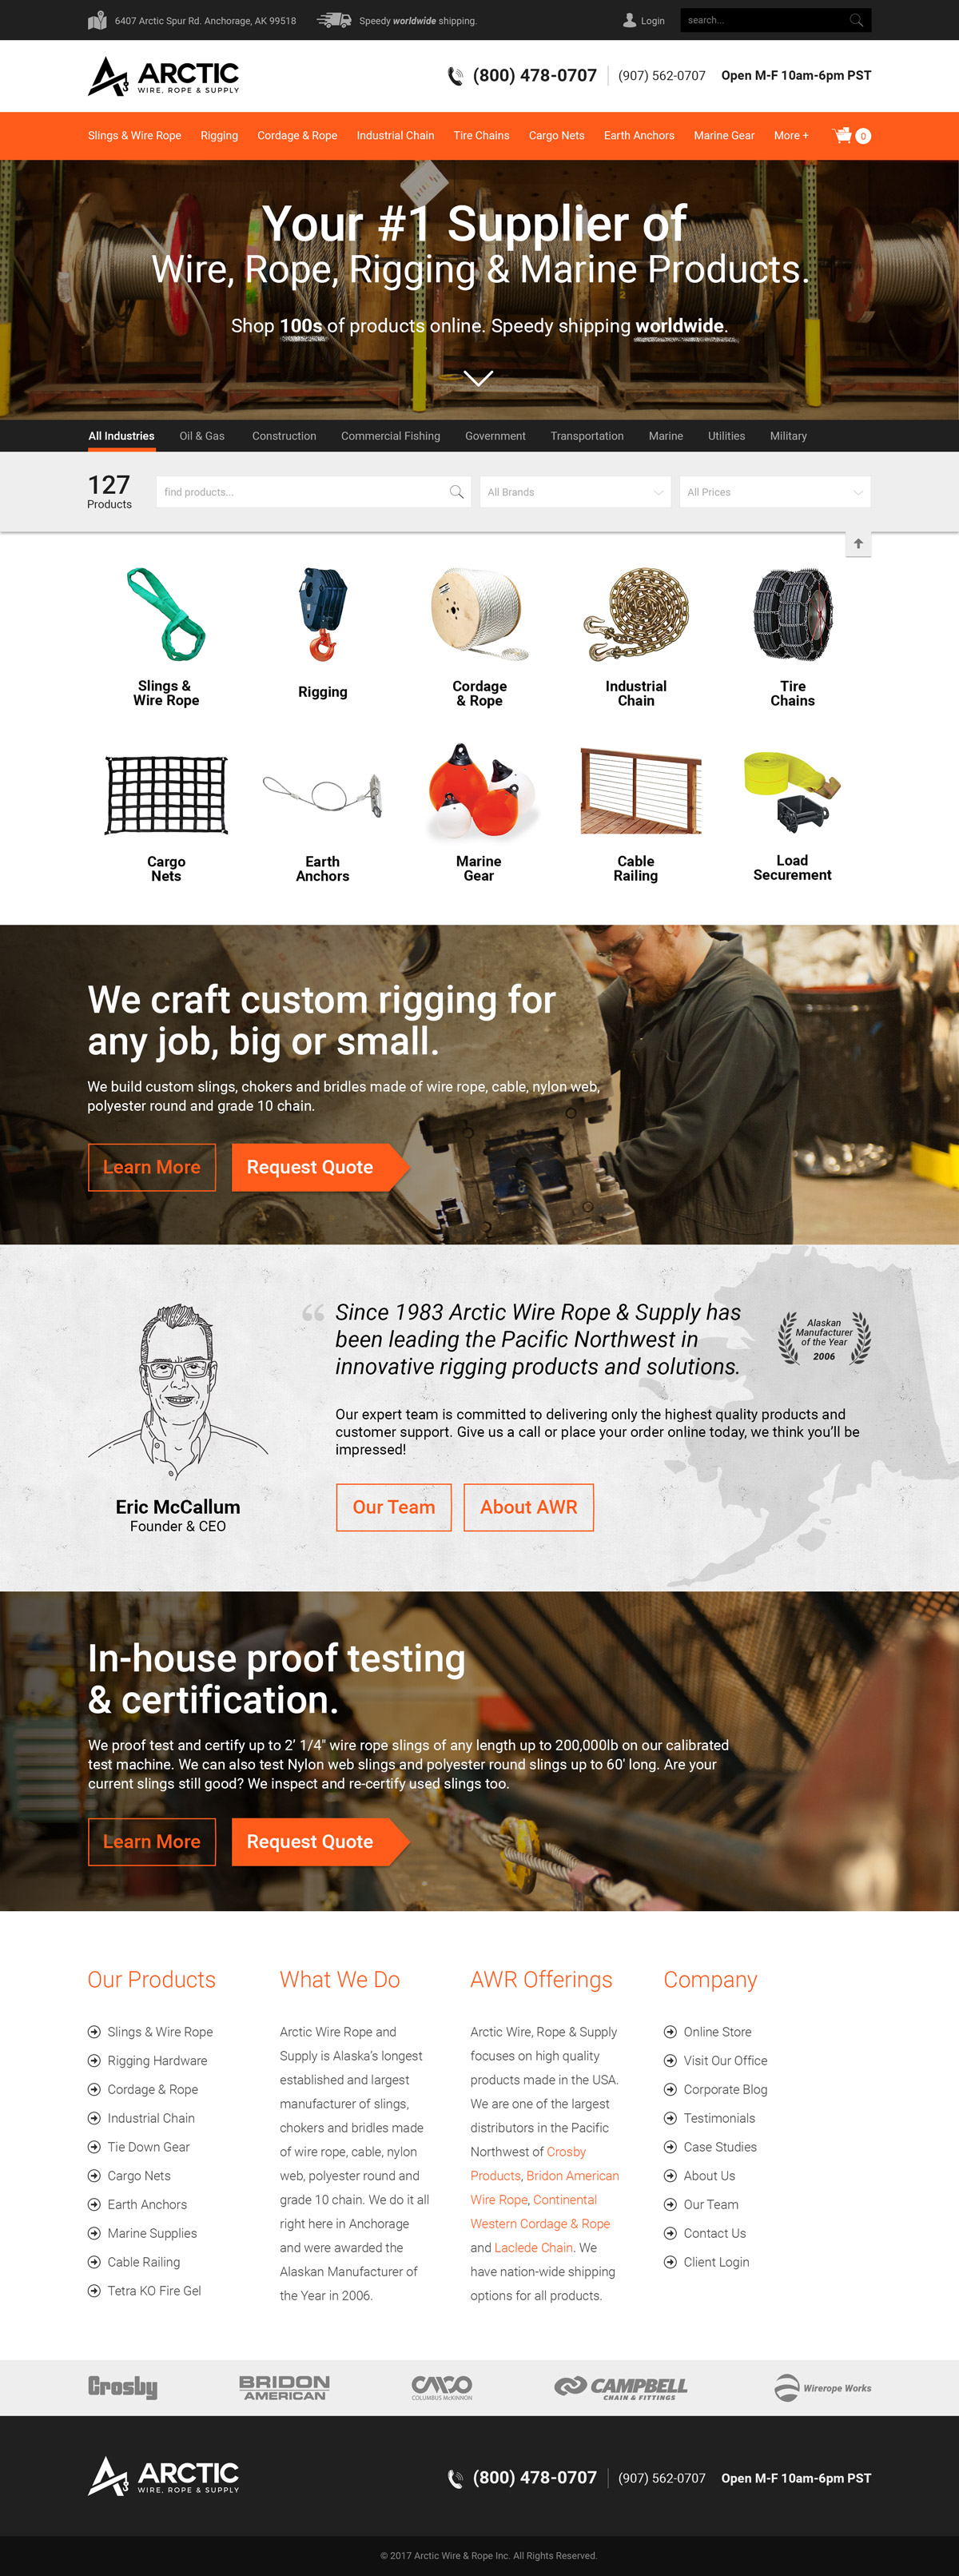 6407 Arctic Spur Rd. Anchorage, AK 99518
Speedy worldwide shipping.
Login
search...
ARCTIC
WIRE, ROPE & SUPPLY
(800) 478-0707
(907) 562-0707
Open M-F 10am-6pm PST
Slings & Wire Rope
Rigging
Cordage & Rope
Industrial Chain
Tire Chains
Cargo Nets
Earth Anchors
Marine Gear
More +
0
Your #1 Supplier of
Wire, Rope, Rigging & Marine Products.
2
Shop 100s of products online. Speedy shipping worldwide.
All Industries
Oil & Gas
Construction
Commercial Fishing
Government
Transportation
Marine
Utilities
Military
127
Products
find products...
All Brands
All Prices
Slings &
Wire Rope
Rigging
Cordage
& Rope
Industrial
Chain
Tire
Chains
Cargo
Nets
Earth
Anchors
Marine
Gear
Cable
Railing
Load
Securement
We craft custom rigging for
any job, big or small.
We build custom slings, chokers and bridles made of wire rope, cable, nylon web,
polyester round and grade 10 chain.
Learn More
Request Quote
“ Since 1983 Arctic Wire Rope & Supply has
been leading the Pacific Northwest in
innovative rigging products and solutions.
Alaskan
Manufacturer
of the Year
2006
Our expert team is committed to delivering only the highest quality products and
customer support. Give us a call or place your order online today, we think you'll be
impressed!
Eric McCallum
Founder & CEO
Our Team
About AWR
In-house proof testing
& certification.
We proof test and certify up to 2' 1/4" wire rope slings of any length up to 200,000lb on our calibrated
test machine. We can also test Nylon web slings and polyester round slings up to 60' long. Are your
current slings still good? We inspect and re-certify used slings too.
Learn More
Request Quote
Our Products
Slings & Wire Rope
Rigging Hardware
Cordage & Rope
Industrial Chain
Tie Down Gear
Cargo Nets
Earth Anchors
Marine Supplies
Cable Railing
Tetra KO Fire Gel
What We Do
Arctic Wire Rope and
Supply is Alaska's longest
established and largest
manufacturer of slings,
chokers and bridles made
of wire rope, cable, nylon
web, polyester round and
grade 10 chain. We do it all
right here in Anchorage
and were awarded the
Alaskan Manufacturer of
the Year in 2006.
AWR Offerings
Arctic Wire, Rope & Supply
focuses on high quality
products made in the USA.
We are one of the largest
distributors in the Pacific
Northwest of Crosby
Products, Bridon American
Wire Rope, Continental
Western Cordage & Rope
and Laclede Chain. We
have nation-wide shipping
options for all products.
Company
Online Store
Visit Our Office
Corporate Blog
Testimonials
Case Studies
About Us
Our Team
Contact Us
Client Login
Crosby
BRIDON
AMERICAN
CMCO
COLUMBUS McKINNON
CAMPBELL
CHAIN & FITTINGS
Wirerope Works
ARCTIC
WIRE, ROPE & SUPPLY
(800) 478-0707
(907) 562-0707
Open M-F 10am-6pm PST
© 2017 Arctic Wire & Rope Inc. All Rights Reserved.